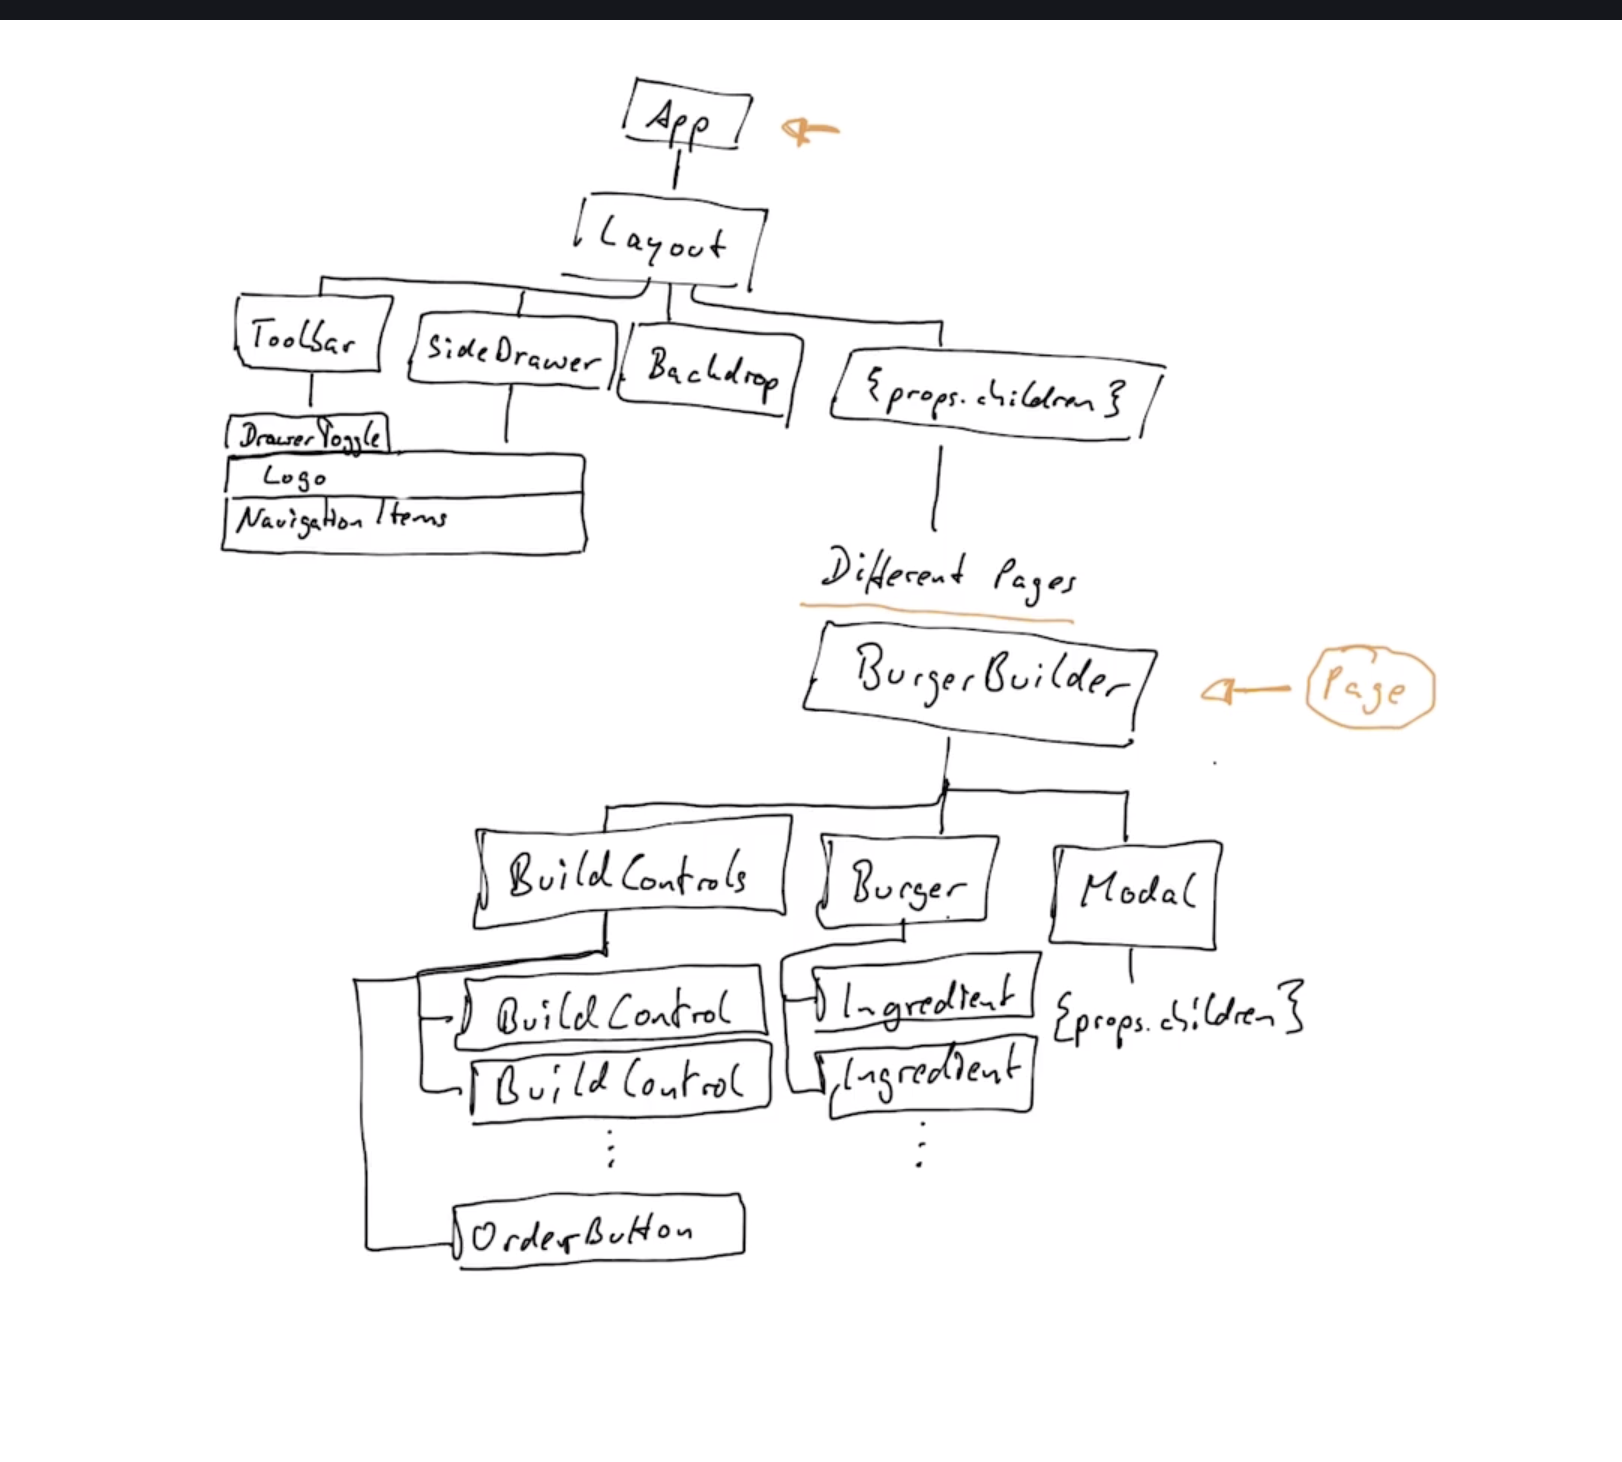 App
Layout
Toolbar
SideDrawer
Backdrop
{props.children}
DrawerToggle
Logo
Navigation Items
Different Pages
BurgerBuilder
Page
BuildControls
Burger
Modal
BuildControl
Ingredient
{props.children}
BuildControl
Ingredient
OrderButton